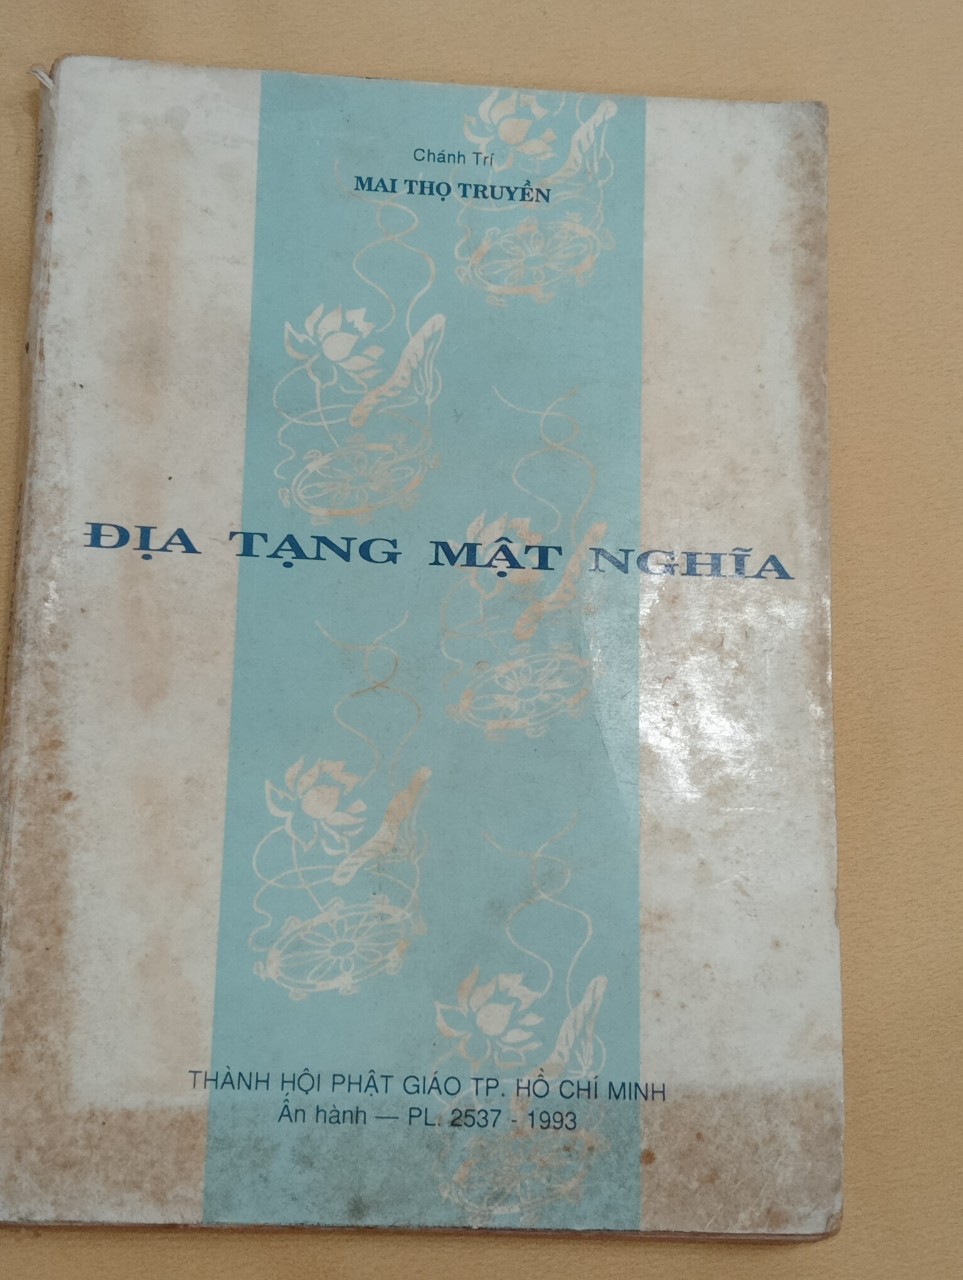 Chánh Trí
MAI THỌ TRUYỀN
ĐỊA TẠNG MẬT NGHĨA
THÀNH HỘI PHẬT GIÁO TP. HỒ CHÍ MINH
Ấn hành — PL. 2537 - 1993